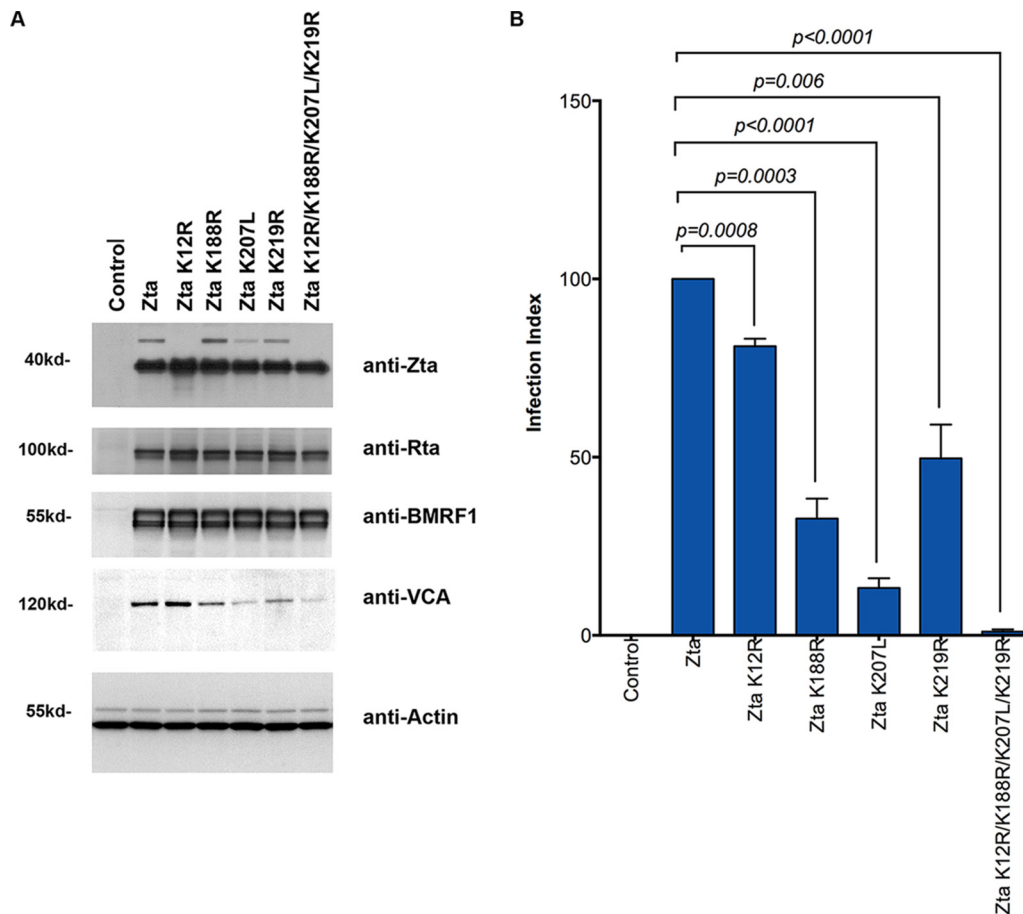 A
Control
Zta
Zta K12R
Zta K188R
Zta K207L
Zta K219R
Zta K12R/K188R/K207L/K219R
40kd-
anti-Zta
100kd-
anti-Rta
55kd-
anti-BMRF1
120kd-
anti-VCA
55kd-
anti-Actin
B
p<0.0001
p=0.006
p<0.0001
p=0.0003
p=0.0008
Infection Index
150
100
50
0
Control
Zta
Zta K12R
Zta K188R
Zta K207L
Zta K219R
Zta K12R/K188R/K207L/K219R